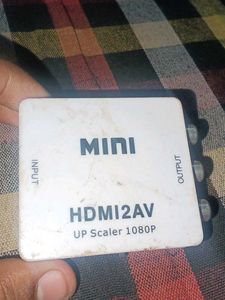 MINI
INPUT
OUTPUT
HDMI2AV
UP Scaler 1080P